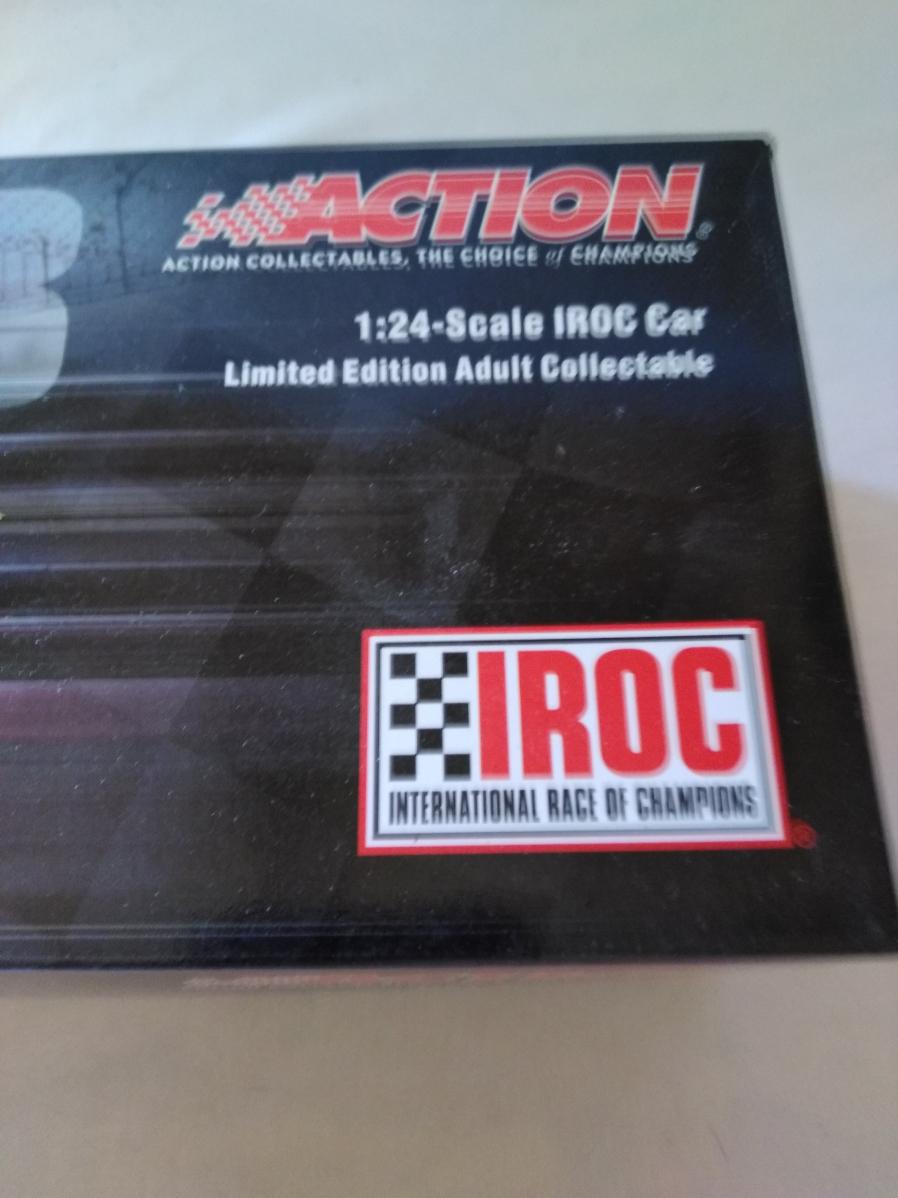 ACTION®
ACTION COLLECTABLES, THE CHOICE of CHAMPIONS
1:24-Scale IROC Car
Limited Edition Adult Collectable
IROC
INTERNATIONAL RACE OF CHAMPIONS
®